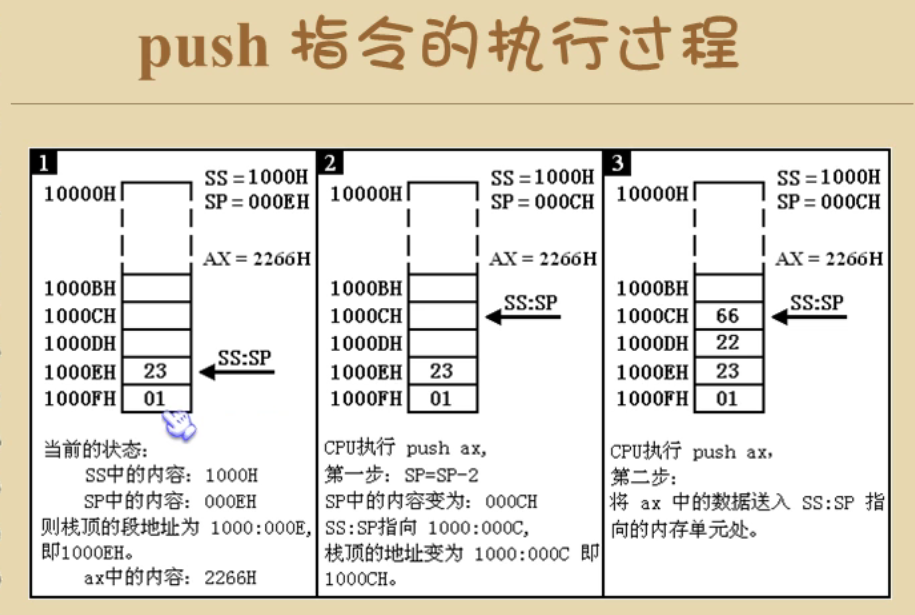 push 指令的执行过程
1
SS=1000H
10000H
SP=000EH
AX=2266H
1000BH
1000CH
1000DH
SS:SP
1000EH 23
1000FH 01
当前的状态:
SS中的内容: 1000H
SP中的内容: 000EH
则栈顶的段地址为 1000:000E,
即1000EH。
ax中的内容: 2266H
2
SS=1000H
10000H
SP=000CH
AX=2266H
1000BH
SS:SP
1000CH
1000DH
1000EH 23
1000FH 01
CPU执行 push ax,
第一步: SP=SP-2
SP中的内容变为: 000CH
SS:SP指向 1000:000C,
栈顶的地址变为 1000:000C 即
1000CH。
3
SS=1000H
10000H
SP=000CH
AX=2266H
1000BH
SS:SP
1000CH 66
1000DH 22
1000EH 23
1000FH 01
CPU执行 push ax,
第二步:
将 ax 中的数据送入 SS:SP 指
向的内存单元处。